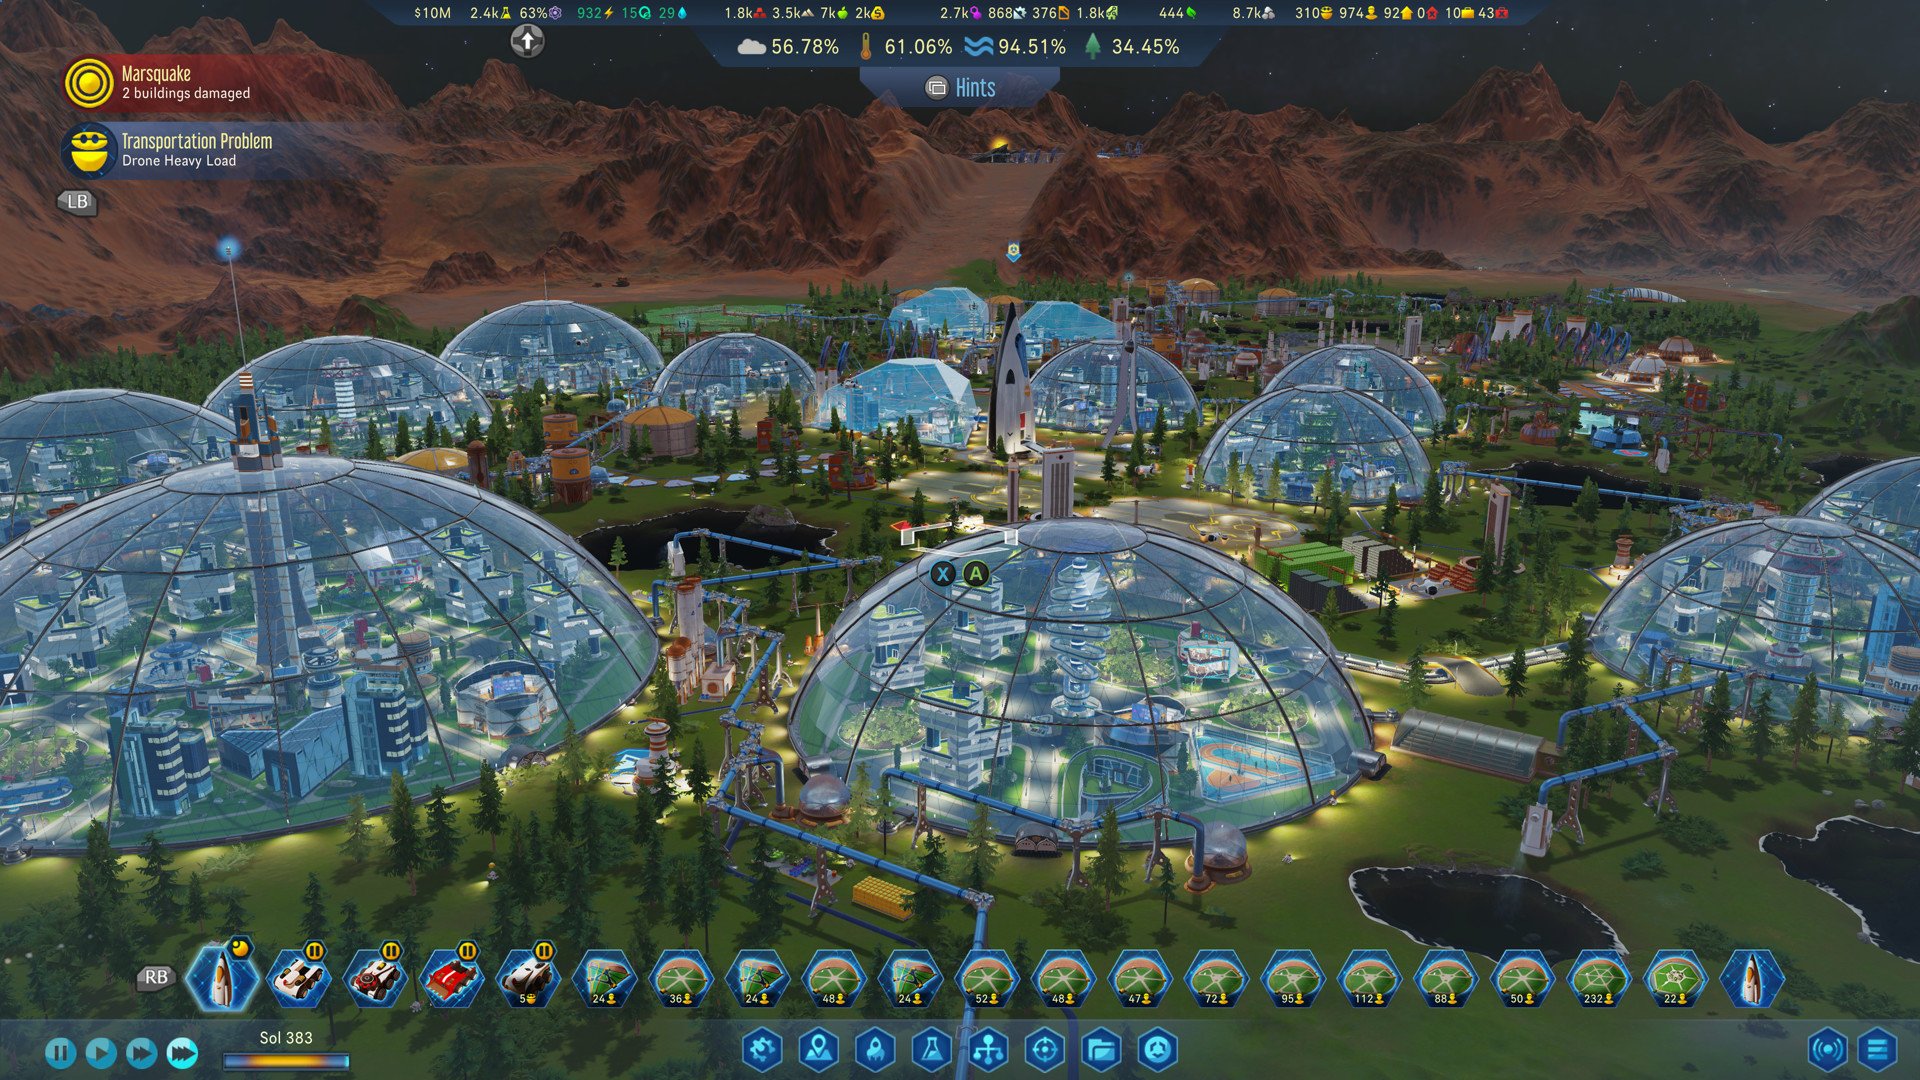 $10M 2.4k 63% 932 15 29 1.8k 3.5k 7k 2k 2.7k 868 376 1.8k 444 8.7k 310 974 92 0 10 43
56.78% 61.06% 94.51% 34.45%
Hints
Marsquake
2 buildings damaged
Transportation Problem
Drone Heavy Load
LB
X A
RB
5 24 36 24 48 24 52 48 47 72 95 112 88 50 232 22
Sol 383